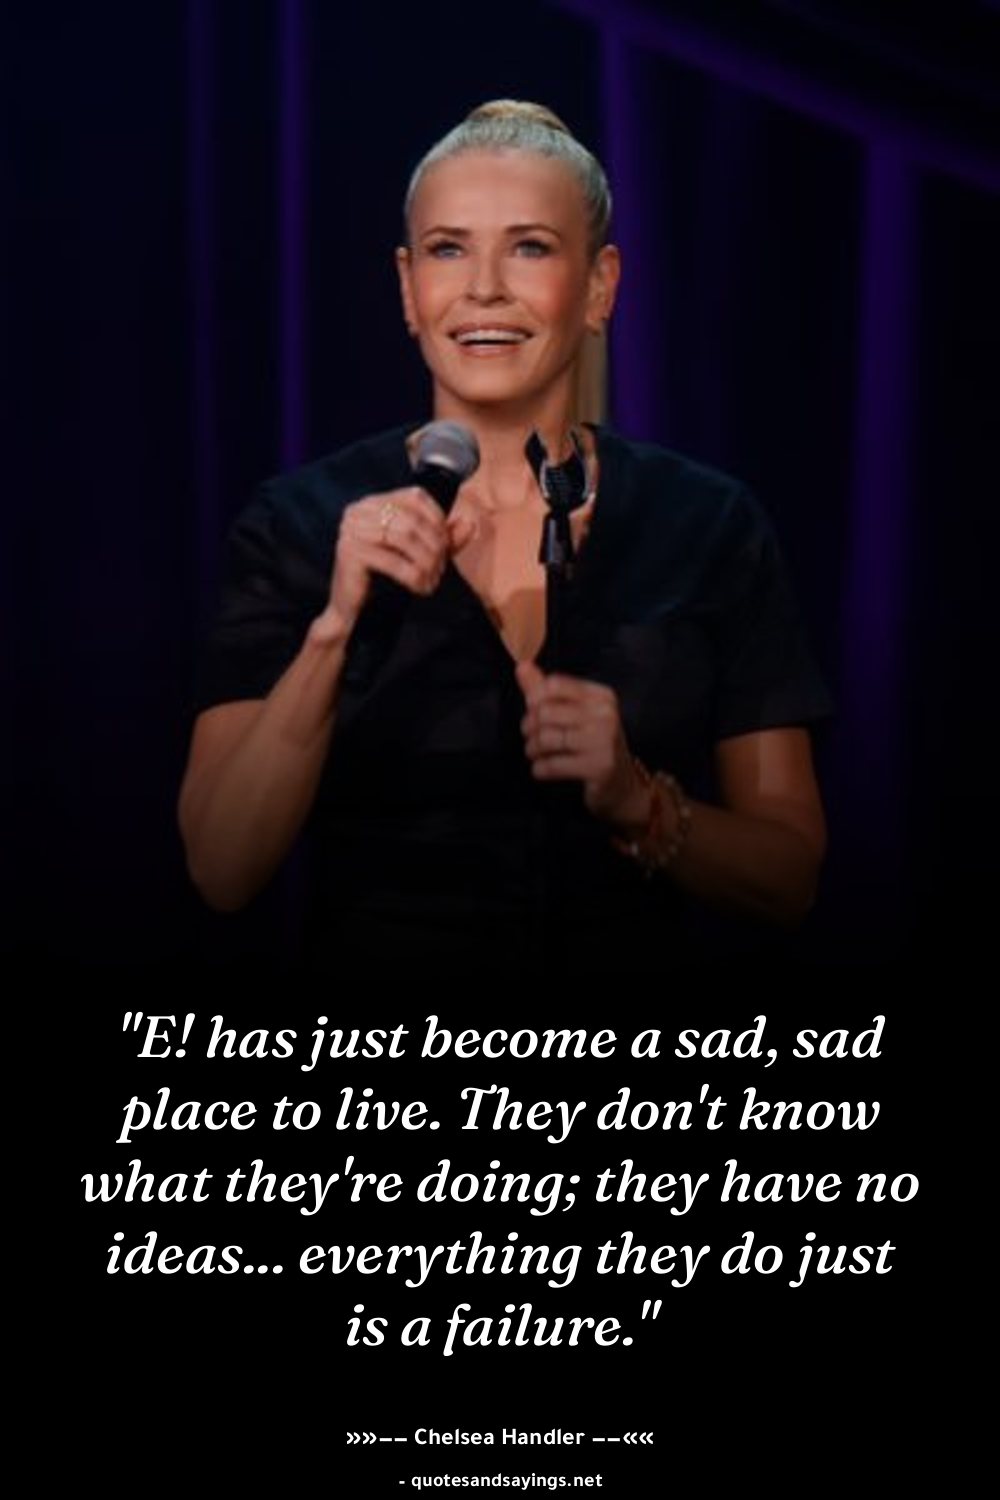 "E! has just become a sad, sad
place to live. They don't know
what they're doing; they have no
ideas... everything they do just
is a failure."
»»–– Chelsea Handler ––««
- quotesandsayings.net